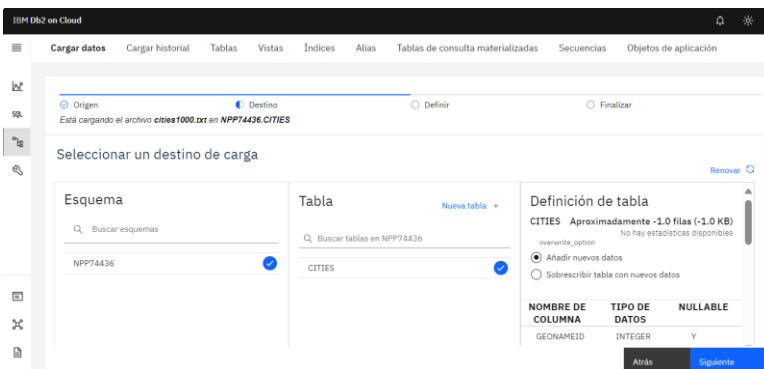 IBM Db2 on Cloud
Cargar datos Cargar historial Tablas Vistas Índices Alias Tablas de consulta materializadas Secuencias Objetos de aplicación
SQL
Origen Destino Definir Finalizar
Está cargando el archivo cities1000.txt en NPP74436.CITIES
Seleccionar un destino de carga
Renovar
Esquema
Buscar esquemas
NPP74436
Tabla Nueva tabla +
Buscar tablas en NPP74436
CITIES
Definición de tabla
CITIES Aproximadamente -1.0 filas (-1.0 KB)
No hay estadísticas disponibles
overwrite_option
Añadir nuevos datos
Sobrescribir tabla con nuevos datos
NOMBRE DE COLUMNA TIPO DE DATOS NULLABLE
GEONAMEID INTEGER Y
Atrás Siguiente